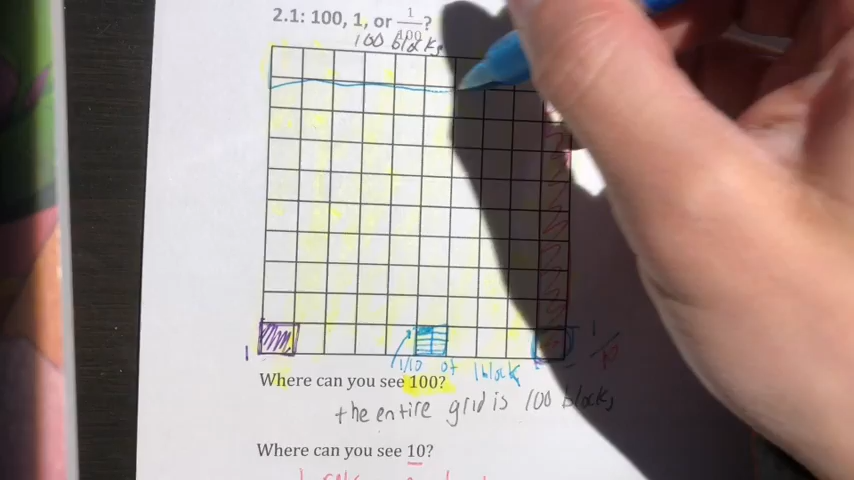 2.1: 100, 1, or 1/100?
100 blocks
1
1/10 of 1 block
1/10
Where can you see 100?
the entire grid is 100 blocks
Where can you see 10?